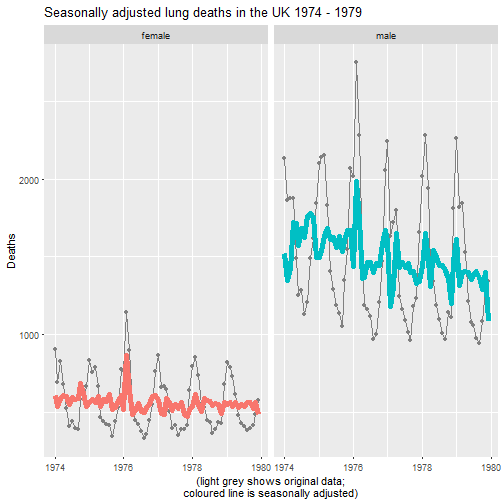 Seasonally adjusted lung deaths in the UK 1974 - 1979
female
male
Deaths
2000
1000
1974
1976
1978
1980
1974
1976
1978
1980
(light grey shows original data;
coloured line is seasonally adjusted)